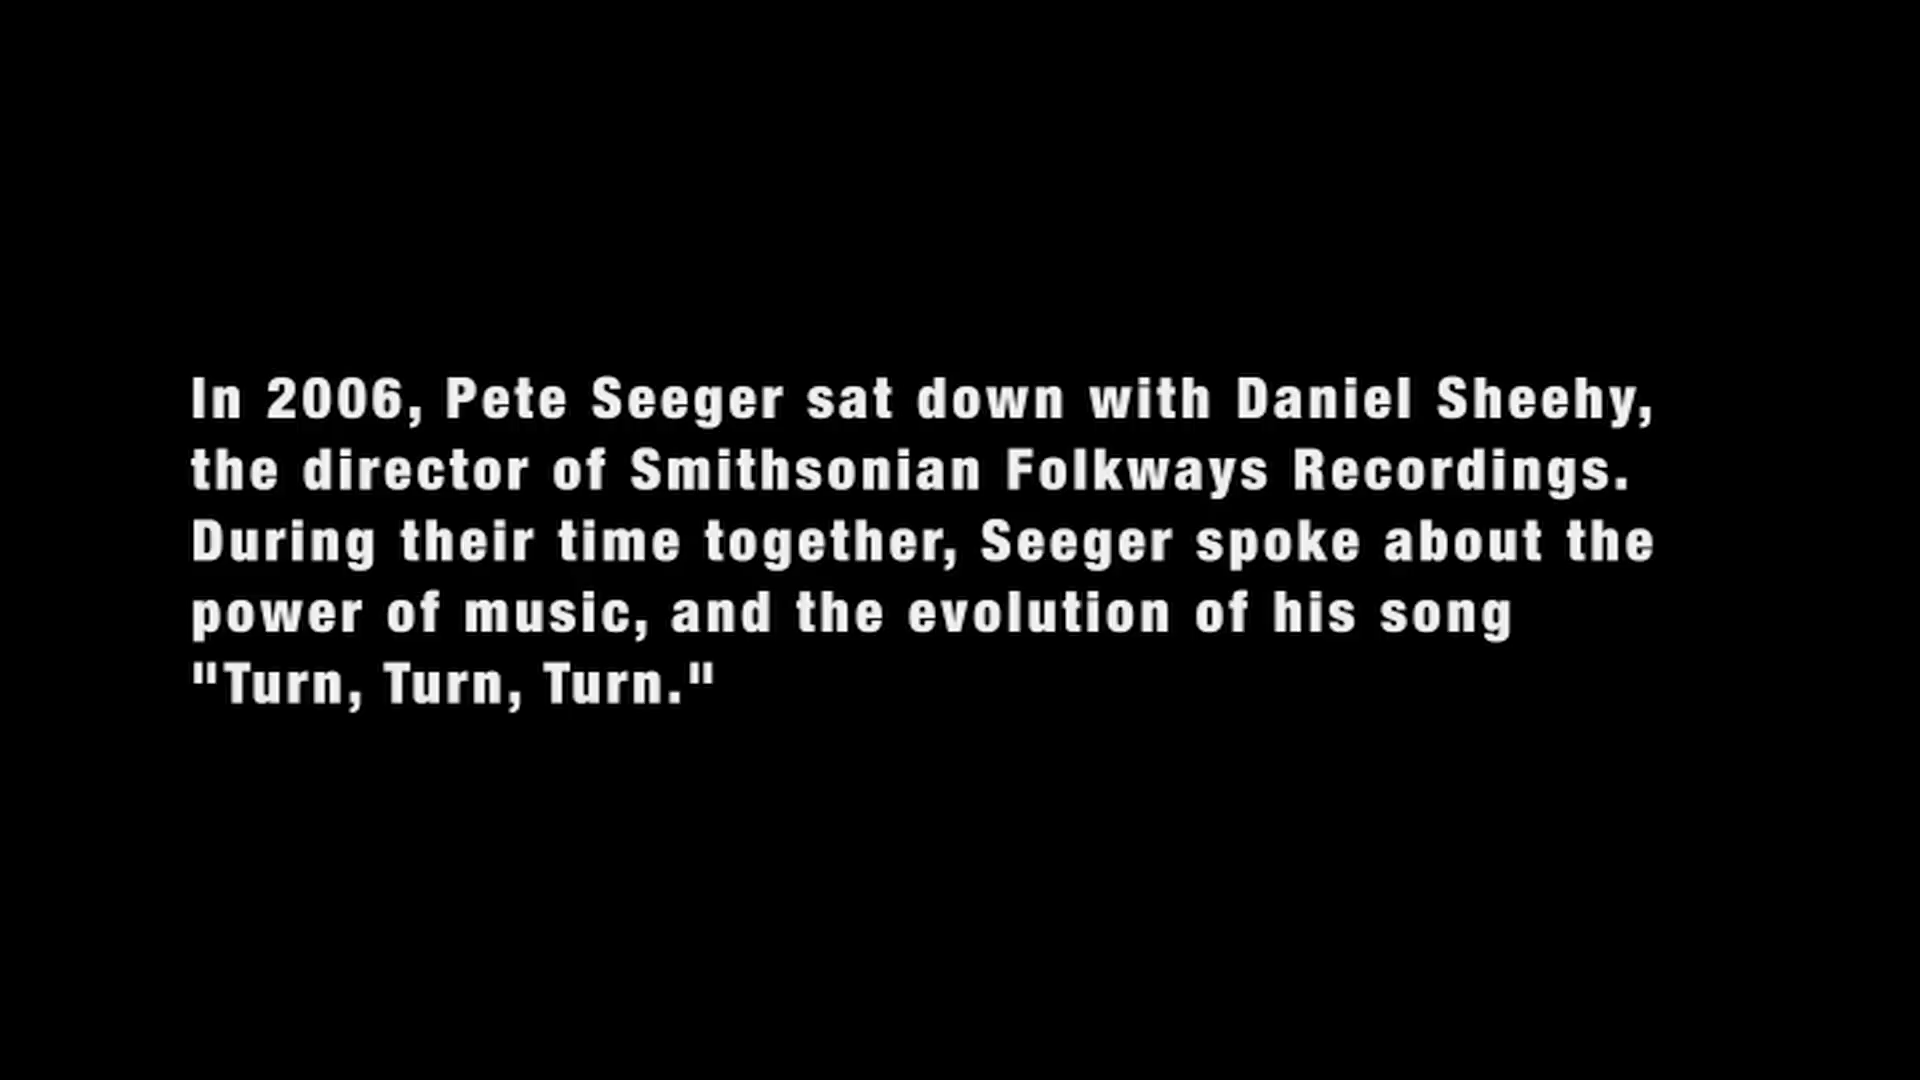 In 2006, Pete Seeger sat down with Daniel Sheehy,
the director of Smithsonian Folkways Recordings.
During their time together, Seeger spoke about the
power of music, and the evolution of his song
"Turn, Turn, Turn."